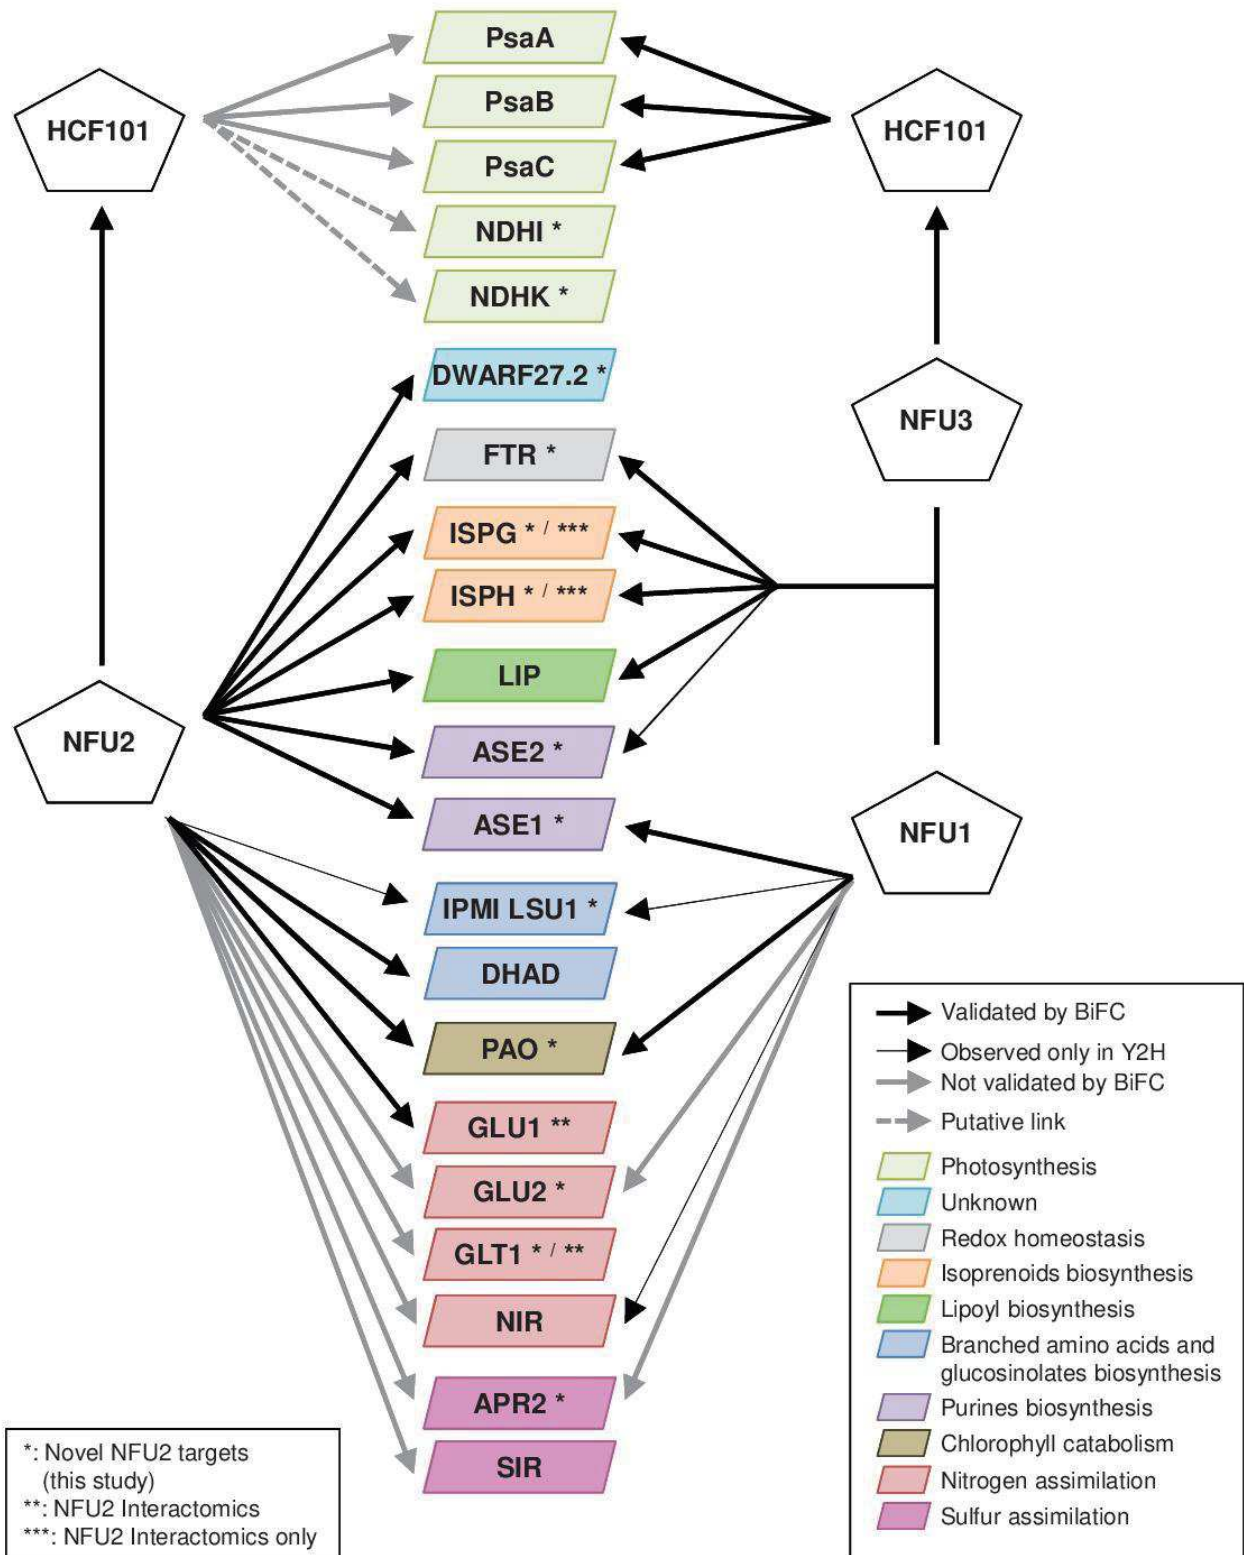 PsaA
HCF101
PsaB
HCF101
PsaC
NDHI *
NDHK *
DWARF27.2 *
NFU3
FTR *
ISPG * / ***
ISPH * / ***
LIP
NFU2
ASE2 *
ASE1 *
NFU1
IPMI LSU1 *
DHAD
PAO *
GLU1 **
GLU2 *
GLT1 * / **
NIR
APR2 *
SIR
Validated by BiFC
Observed only in Y2H
Not validated by BiFC
Putative link
Photosynthesis
Unknown
Redox homeostasis
Isoprenoids biosynthesis
Lipoyl biosynthesis
Branched amino acids and
glucosinolates biosynthesis
Purines biosynthesis
Chlorophyll catabolism
Nitrogen assimilation
Sulfur assimilation
*: Novel NFU2 targets
(this study)
**: NFU2 Interactomics
***: NFU2 Interactomics only